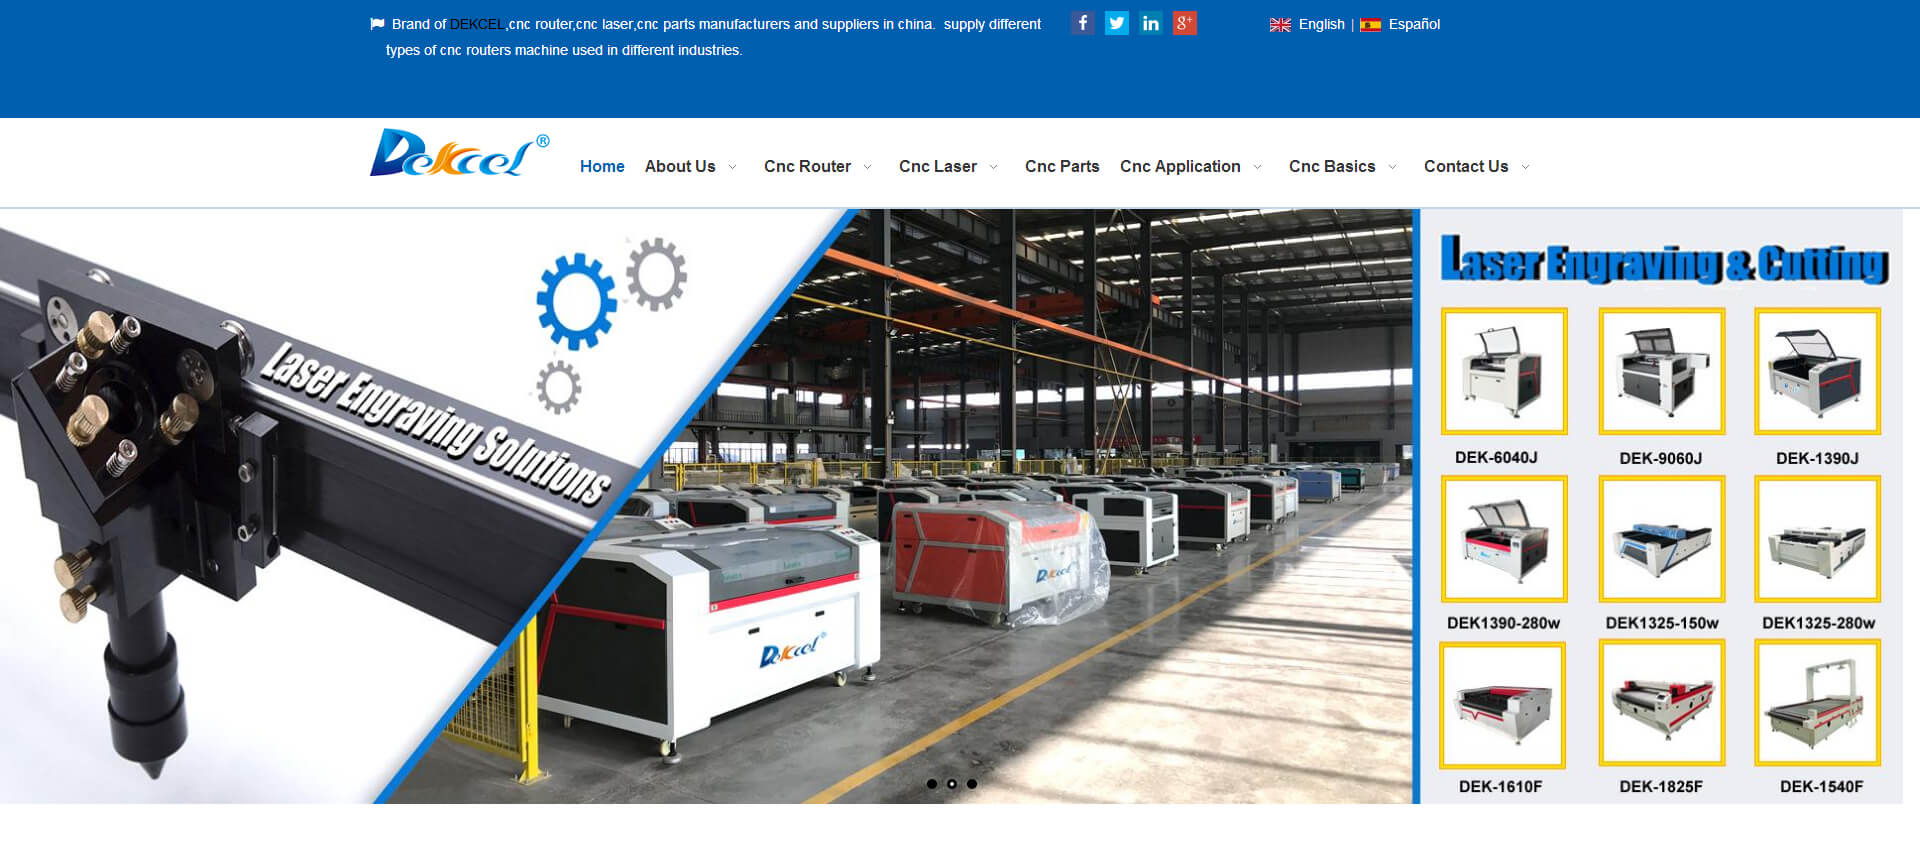 Brand of DEKCEL,cnc router,cnc laser,cnc parts manufacturers and suppliers in china. supply different
types of cnc routers machine used in different industries.
English | Español
Dekcel ®
Home About Us Cnc Router Cnc Laser Cnc Parts Cnc Application Cnc Basics Contact Us
Laser Engraving Solutions
Dekcel ®
Dekcel
Laser Engraving & Cutting
DEK-6040J DEK-9060J DEK-1390J
DEK1390-280w DEK1325-150w DEK1325-280w
DEK-1610F DEK-1825F DEK-1540F